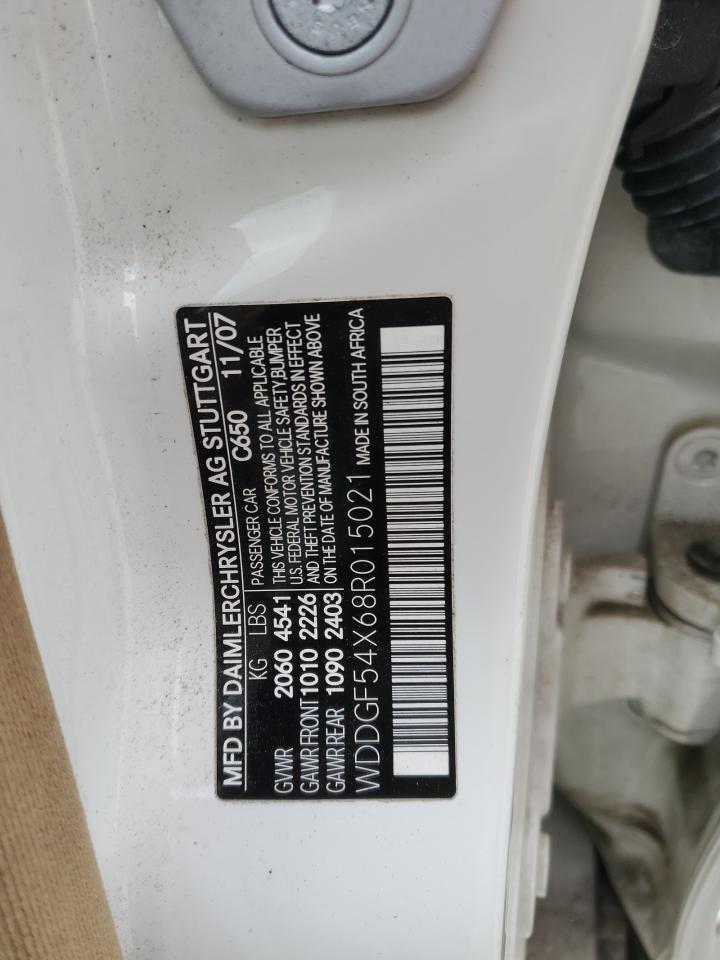 MFD BY DAIMLERCHRYSLER AG STUTTGART
C650 11/07
KG LBS
GVWR 2060 4541
GAWR FRONT 1010 2226
GAWR REAR 1090 2403
PASSENGER CAR
THIS VEHICLE CONFORMS TO ALL APPLICABLE
U.S. FEDERAL MOTOR VEHICLE SAFETY,BUMPER
AND THEFT PREVENTION STANDARDS IN EFFECT
ON THE DATE OF MANUFACTURE SHOWN ABOVE
WDDGF54X68R015021 MADE IN SOUTH AFRICA